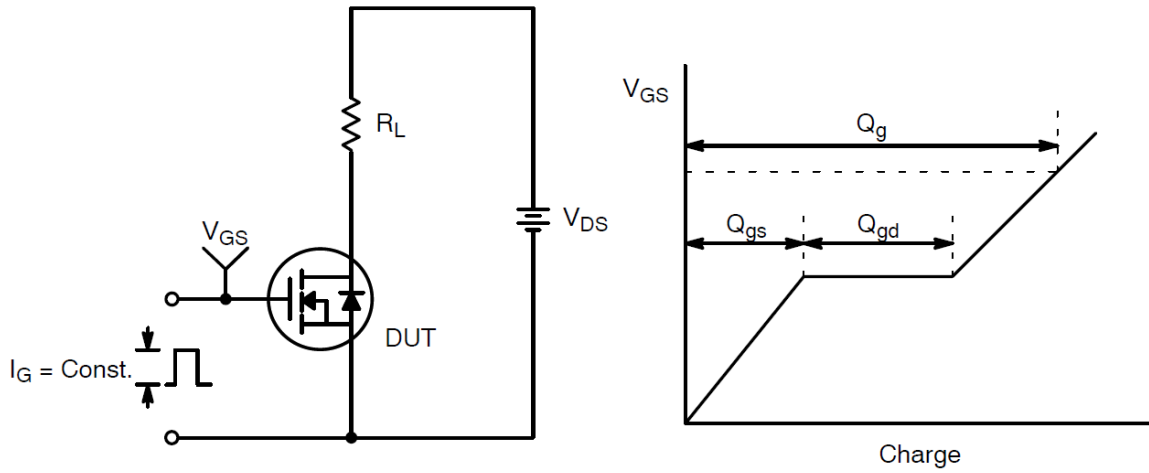 R_L
V_GS
V_DS
DUT
I_G = Const.
V_GS
Q_g
Q_gs
Q_gd
Charge